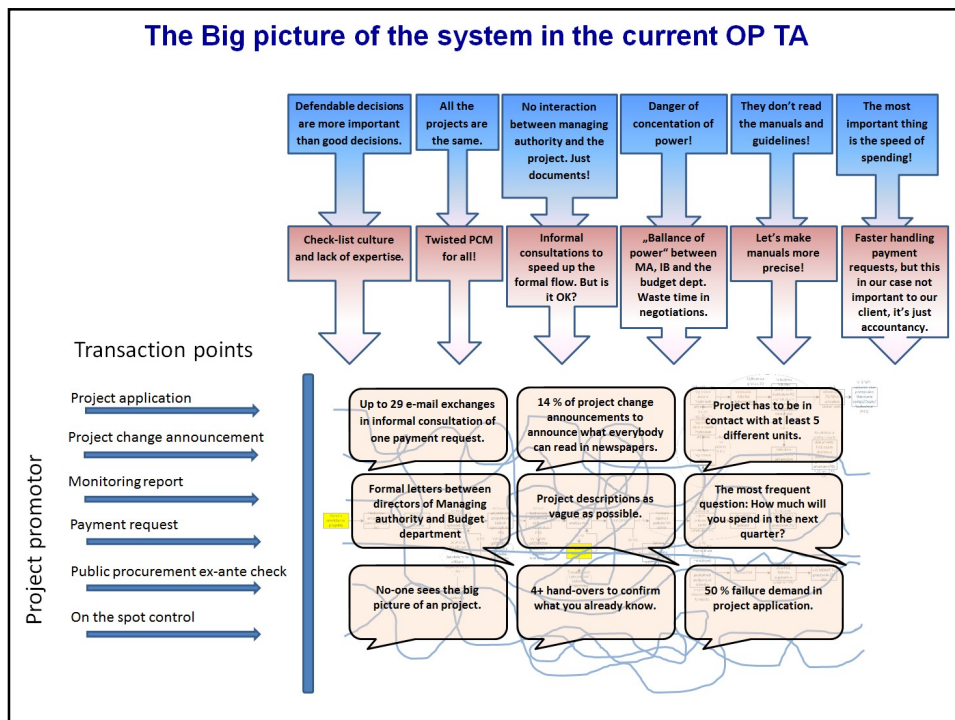 The Big picture of the system in the current OP TA
Defendable decisions
are more important
than good decisions.
All the
projects are
the same.
No interaction
between managing
authority and the
project. Just
documents!
Danger of
concentation of
power!
They don't read
the manuals and
guidelines!
The most
important thing
is the speed of
spending!
Check-list culture
and lack of expertise.
Twisted PCM
for all!
Informal
consultations to
speed up the
formal flow. But is
it OK?
„Ballance of
power“ between
MA, IB and the
budget dept.
Waste time in
negotiations.
Let's make
manuals more
precise!
Faster handling
payment
requests, but this
in our case not
important to our
client, it's just
accountancy.
Transaction points
Project promotor
Project application
Project change announcement
Monitoring report
Payment request
Public procurement ex-ante check
On the spot control
Up to 29 e-mail exchanges
in informal consultation of
one payment request.
14 % of project change
announcements to
announce what everybody
can read in newspapers.
Project has to be in
contact with at least 5
different units.
Formal letters between
directors of Managing
authority and Budget
department
Project descriptions as
vague as possible.
The most frequent
question: How much will
you spend in the next
quarter?
No-one sees the big
picture of an project.
4+ hand-overs to confirm
what you already know.
50 % failure demand in
project application.